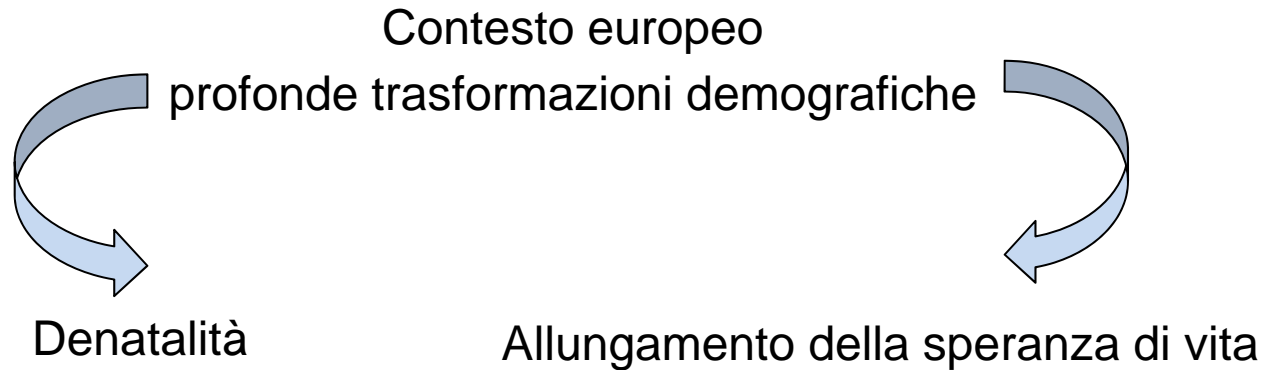 Contesto europeo
profonde trasformazioni demografiche
Denatalità
Allungamento della speranza di vita